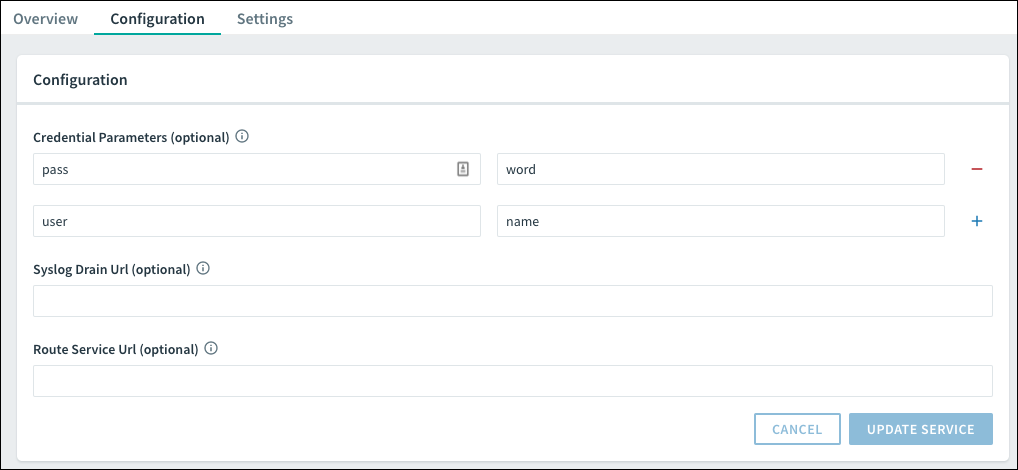 Overview Configuration Settings
Configuration
Credential Parameters (optional)
pass word
user name
Syslog Drain Url (optional)
Route Service Url (optional)
CANCEL UPDATE SERVICE